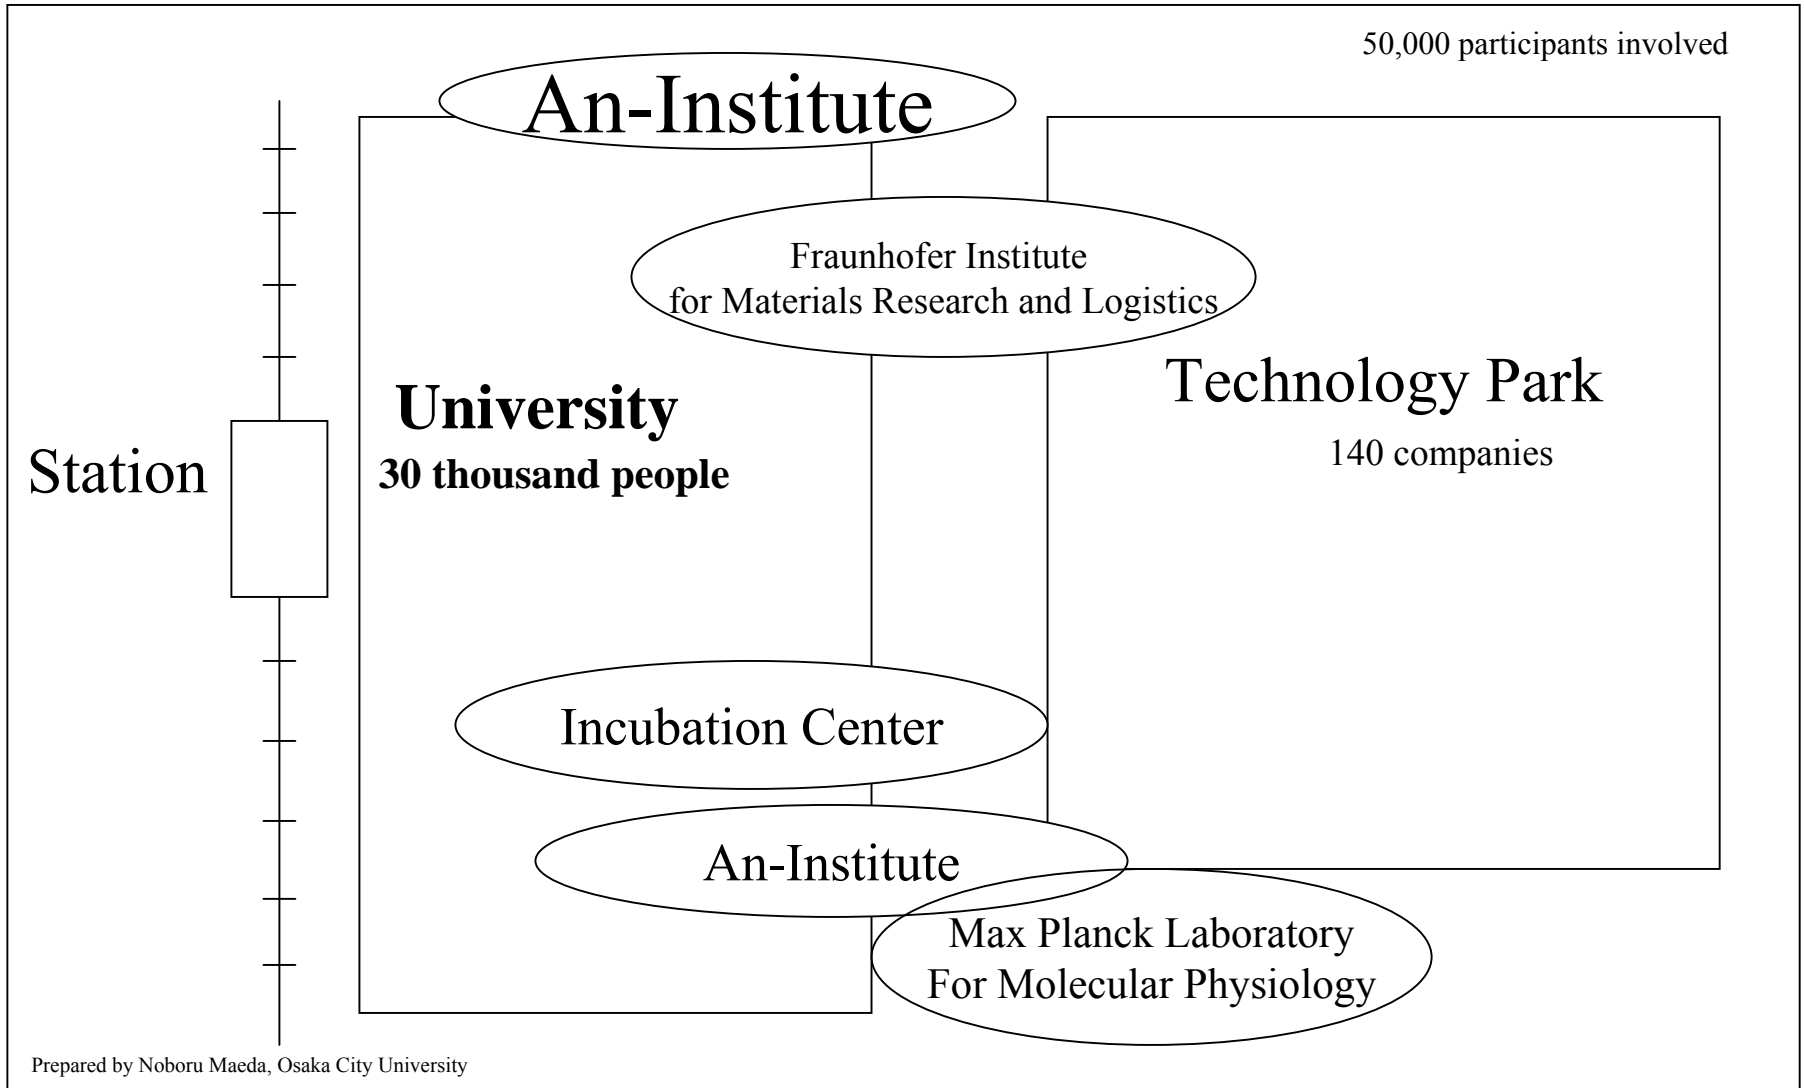 50,000 participants involved
An-Institute
Fraunhofer Institute
for Materials Research and Logistics
Technology Park
140 companies
University
30 thousand people
Station
Incubation Center
An-Institute
Max Planck Laboratory
For Molecular Physiology
Prepared by Noboru Maeda, Osaka City University